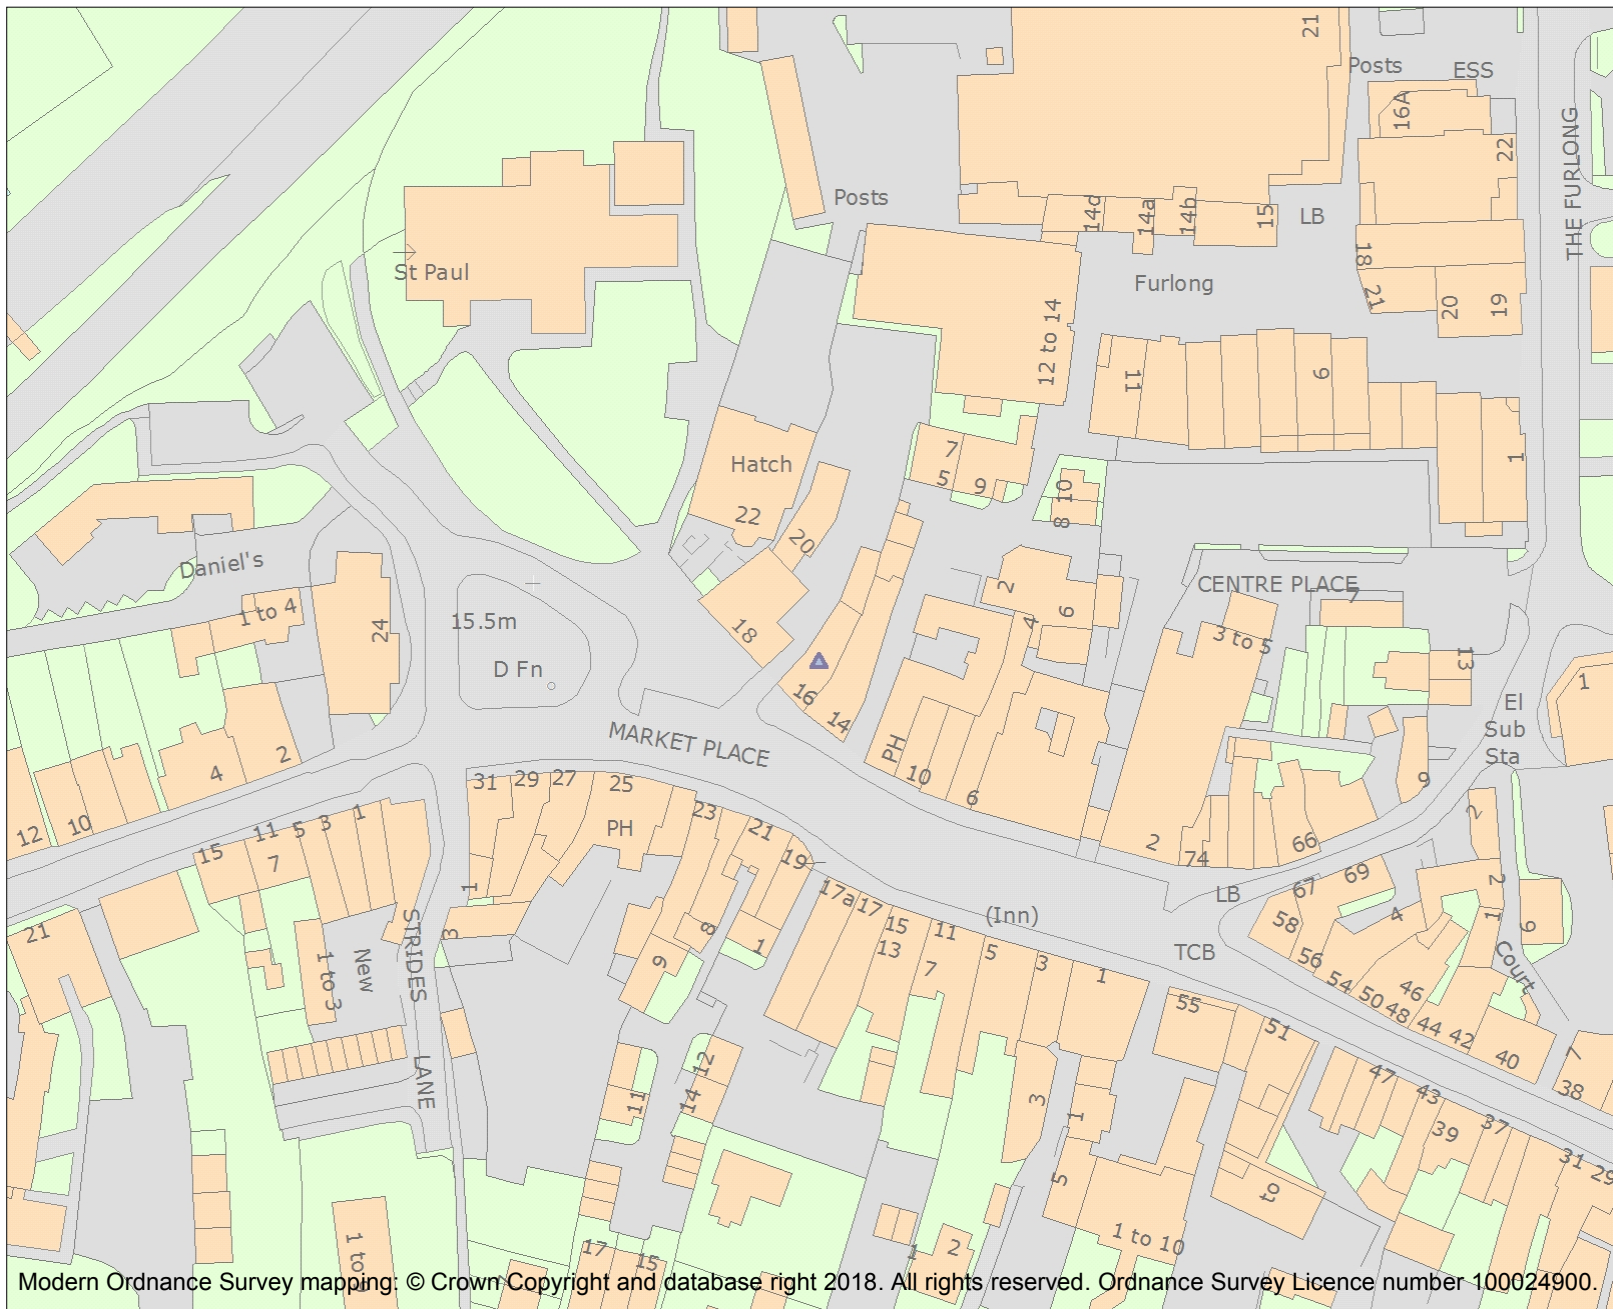 21
Posts
ESS
16A
22
THE FURLONG
Posts
14d
14a
14b
15
LB
St Paul
Furlong
18
21
20
19
12 to 14
11
9
1
Hatch
22
20
7
5
9
10
8
Daniel's
1 to 4
24
15.5m
D Fn
18
16
14
2
4
6
CENTRE PLACE
7
3 to 5
13
1
El
Sub
Sta
MARKET PLACE
PH
10
6
2
4
12
10
31
29
27
25
PH
23
21
19
2
74
66
9
2
15
11
7
5
3
1
1
3
STRIDES
LANE
New
1 to 3
21
17a
17
15
13
11
7
5
3
1
(Inn)
LB
TCB
67
69
58
56
54
50
48
46
44
42
40
4
2
1
9
Court
7
38
8
1
9
55
51
47
43
39
37
31
29
12
14
11
3
1
5
1 to 10
17
15
1
2
Modern Ordnance Survey mapping: © Crown Copyright and database right 2018. All rights reserved. Ordnance Survey Licence number 100024900.